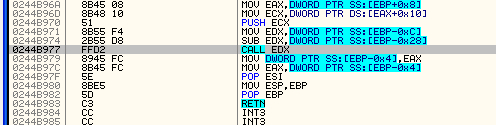 0244B96A 8B45 08 MOV EAX,DWORD PTR SS:[EBP+0x8]
0244B96D 8B48 10 MOV ECX,DWORD PTR DS:[EAX+0x10]
0244B970 51 PUSH ECX
0244B971 8B55 F4 MOV EDX,DWORD PTR SS:[EBP-0xC]
0244B974 2B55 D8 SUB EDX,DWORD PTR SS:[EBP-0x28]
0244B977 FFD2 CALL EDX
0244B979 8945 FC MOV DWORD PTR SS:[EBP-0x4],EAX
0244B97C 8B45 FC MOV EAX,DWORD PTR SS:[EBP-0x4]
0244B97F 5E POP ESI
0244B980 8BE5 MOV ESP,EBP
0244B982 5D POP EBP
0244B983 C3 RETN
0244B984 CC INT3
0244B985 CC INT3